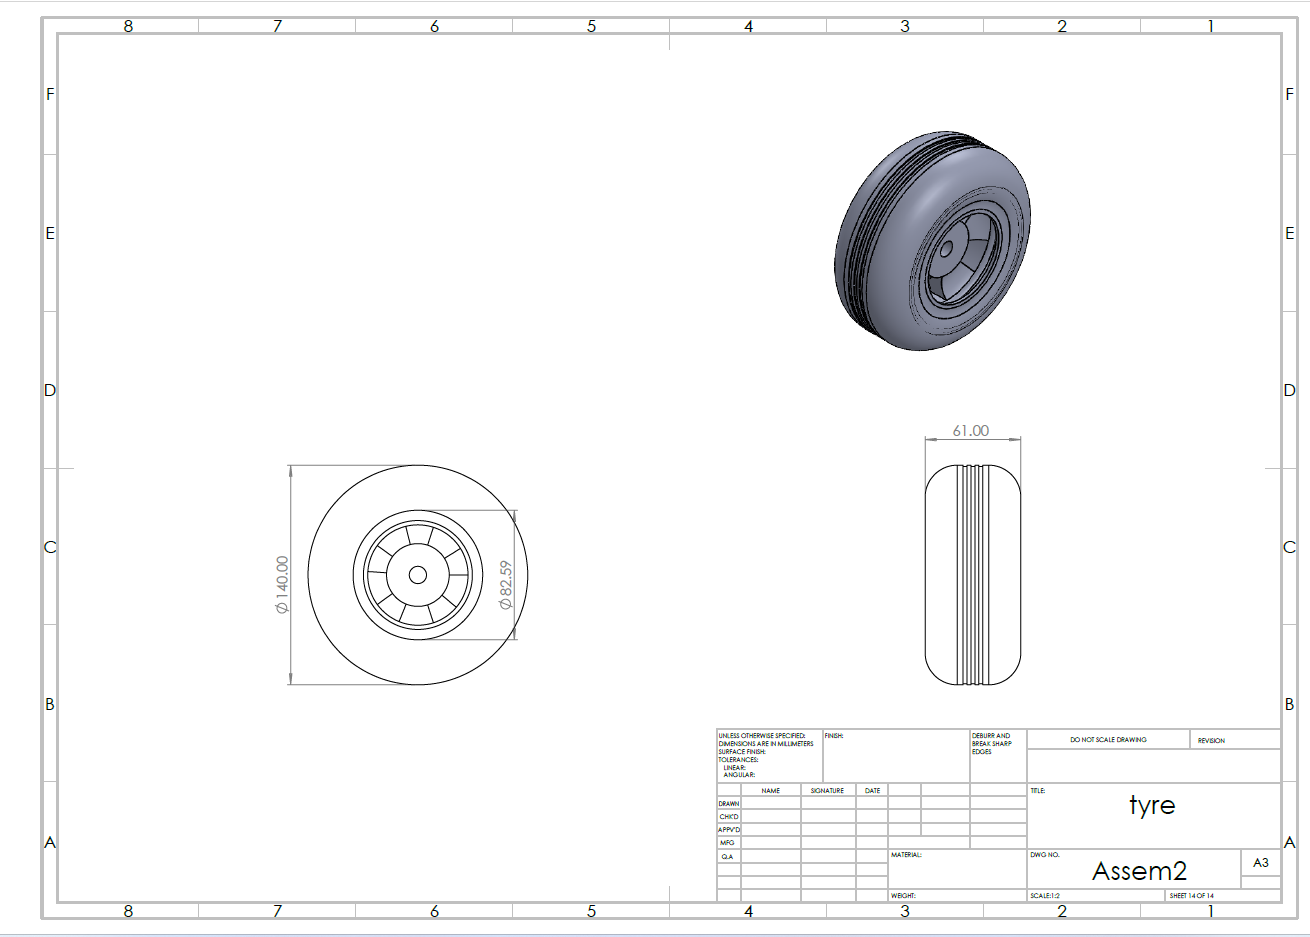 8 7 6 5 4 3 2 1
F F
E E
D D
61.00
C C
Ø140.00
Ø82.59
B B
UNLESS OTHERWISE SPECIFIED:
DIMENSIONS ARE IN MILLIMETERS
SURFACE FINISH:
TOLERANCES:
LINEAR:
ANGULAR:
FINISH:
DEBURR AND
BREAK SHARP
EDGES
DO NOT SCALE DRAWING
REVISION
NAME SIGNATURE DATE
DRAWN
CHK'D
APPV'D
MFG
Q.A
TITLE:
tyre
A A
MATERIAL:
DWG NO.
Assem2
A3
WEIGHT:
SCALE:1:2
SHEET 14 OF 14
8 7 6 5 4 3 2 1